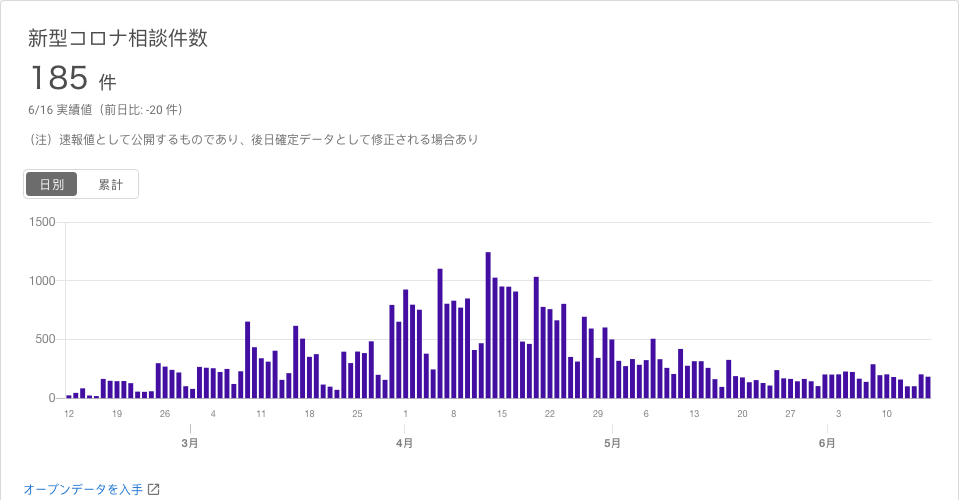 新型コロナ相談件数
185 件
6/16 実績値（前日比: -20 件）
（注）速報値として公開するものであり、後日確定データとして修正される場合あり
日別 累計
1500
1000
500
0
12 19 26 4 11 18 25 1 8 15 22 29 6 13 20 27 3 10
3月 4月 5月 6月
オープンデータを入手